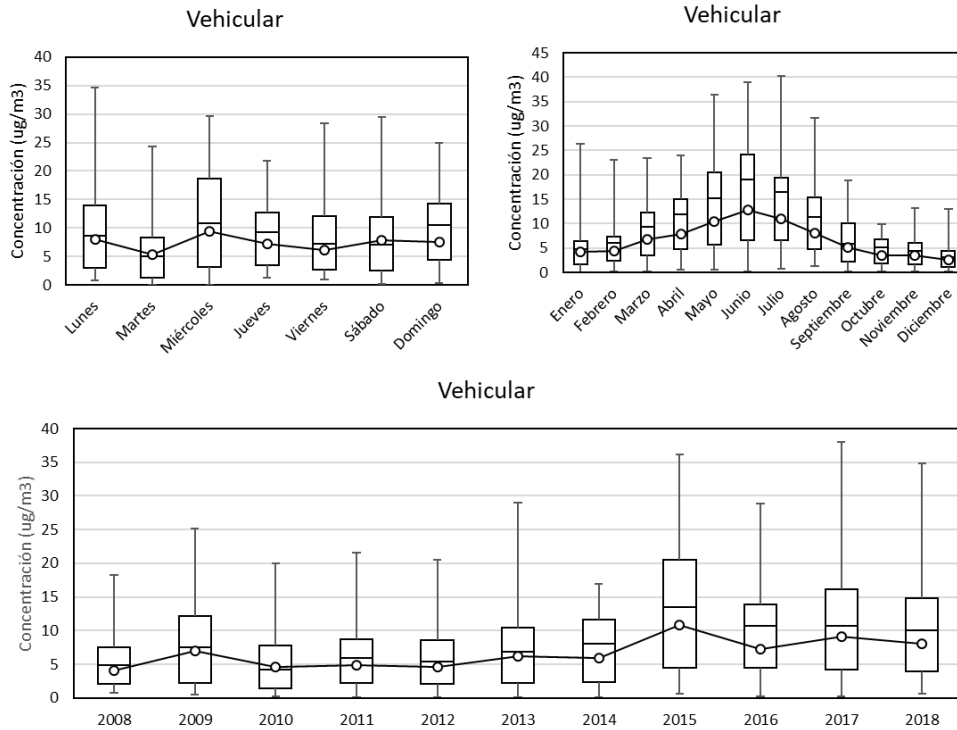 Vehicular
Concentración (ug/m3)
40
35
30
25
20
15
10
5
0
Lunes
Martes
Miércoles
Jueves
Viernes
Sábado
Domingo
Vehicular
Concentración (ug/m3)
45
40
35
30
25
20
15
10
5
0
Enero
Febrero
Marzo
Abril
Mayo
Junio
Julio
Agosto
Septiembre
Octubre
Noviembre
Diciembre
Vehicular
Concentración (ug/m3)
40
35
30
25
20
15
10
5
0
2008 2009 2010 2011 2012 2013 2014 2015 2016 2017 2018